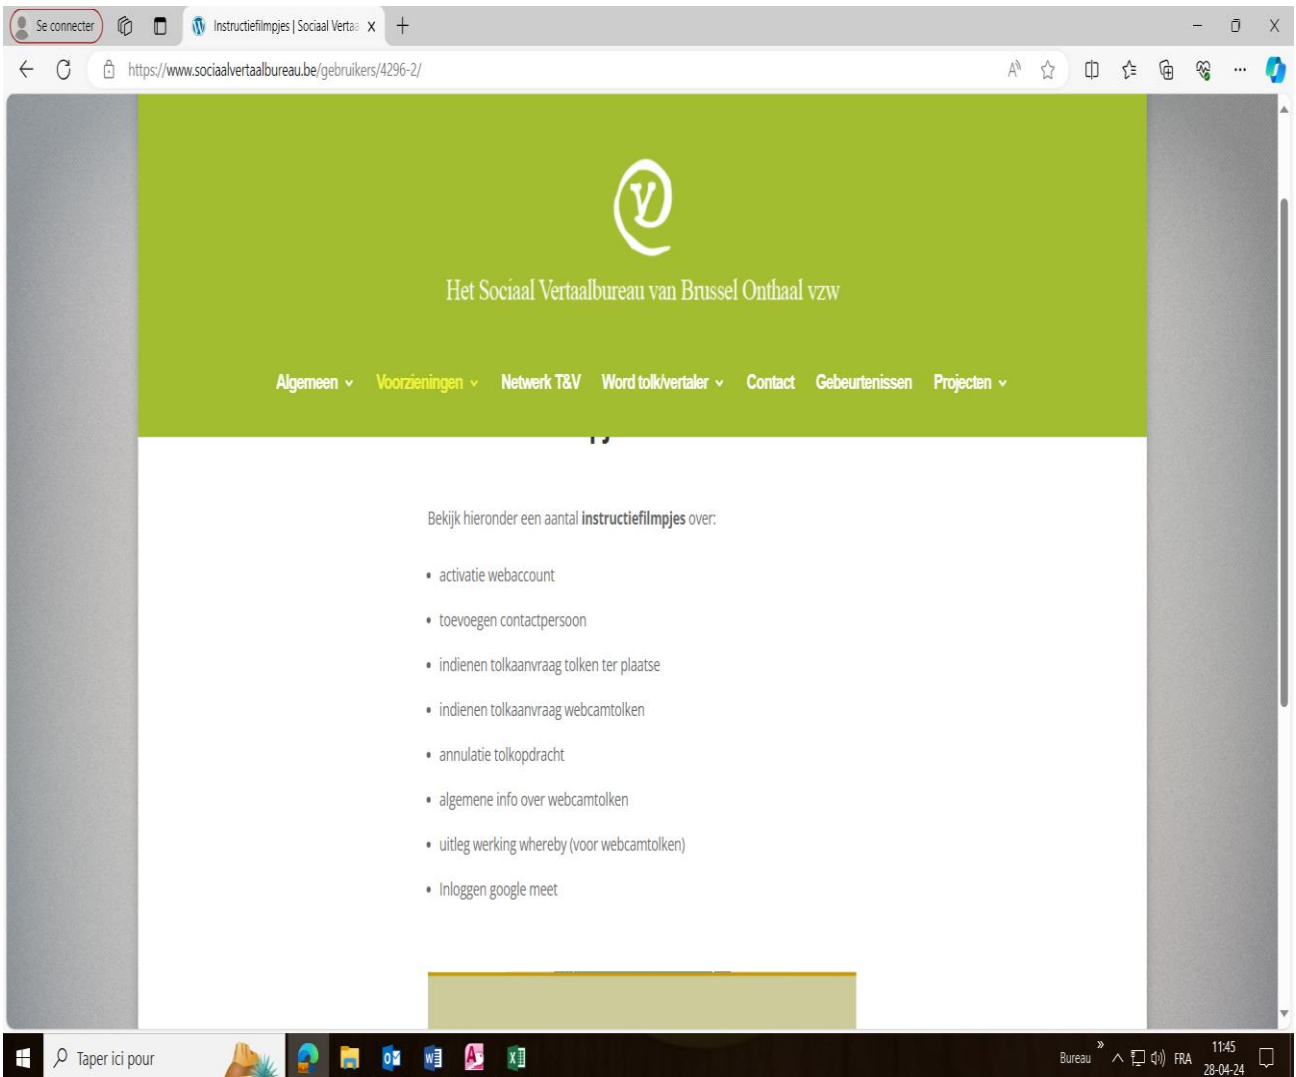 Se connecter
Instructiefilmpjes | Sociaal Vertaa
https://www.sociaalvertaalbureau.be/gebruikers/4296-2/
Het Sociaal Vertaalbureau van Brussel Onthaal vzw
Algemeen Voorzieningen Netwerk T&V Word tolk/vertaler Contact Gebeurtenissen Projecten
Bekijk hieronder een aantal instructiefilmpjes over:
• activatie webaccount
• toevoegen contactpersoon
• indienen tolkaanvraag tolken ter plaatse
• indienen tolkaanvraag webcamtolken
• annulatie tolkopdracht
• algemene info over webcamtolken
• uitleg werking whereby (voor webcamtolken)
• Inloggen google meet
Taper ici pour
Bureau
FRA
11:45
28-04-24